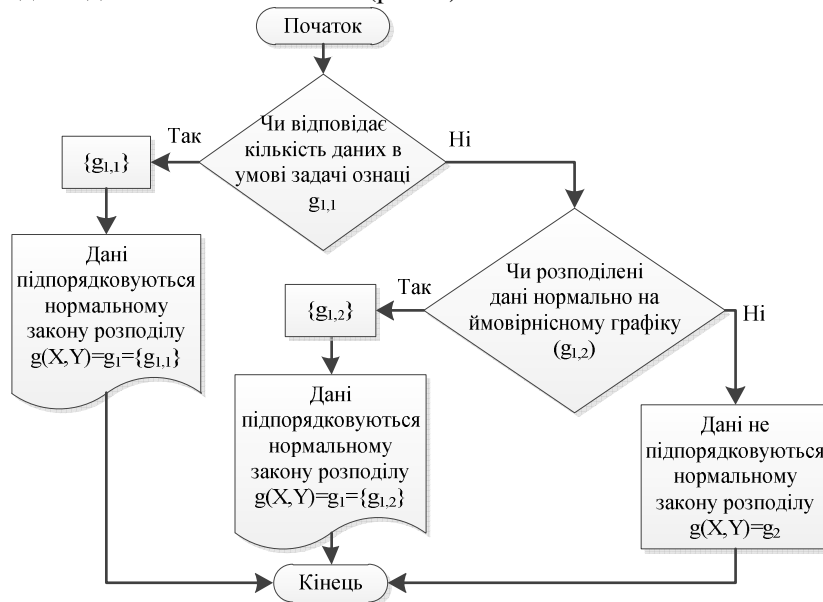 Початок
Чи відповідає
кількість даних в
умові задачі ознаці
g1,1
Так
Ні
{g1,1}
Дані
підпорядковуються
нормальному
закону розподілу
g(X,Y)=g1={g1,1}
Чи розподілені
дані нормально на
ймовірнісному графіку
(g1,2)
Так
Ні
{g1,2}
Дані
підпорядковуються
нормальному
закону розподілу
g(X,Y)=g1={g1,2}
Дані не
підпорядковуються
нормальному
закону розподілу
g(X,Y)=g2
Кінець